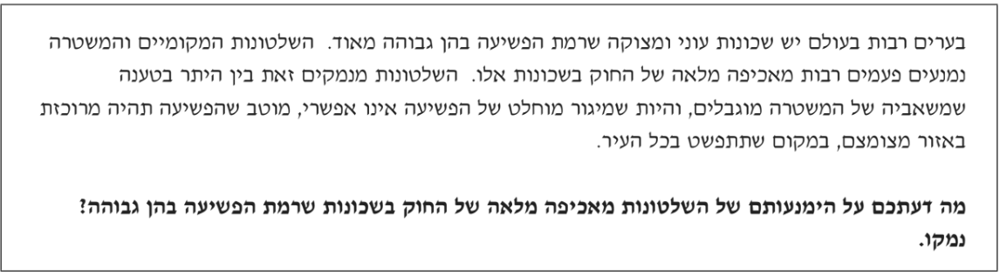 בערים רבות בעולם יש שכונות עוני ומצוקה שרמת הפשיעה בהן גבוהה מאוד. השלטונות המקומיים והמשטרה
נמנעים פעמים רבות מאכיפה מלאה של החוק בשכונות אלו. השלטונות מנמקים זאת בין היתר בטענה
שמשאביה של המשטרה מוגבלים, והיות שמיגור מוחלט של הפשיעה אינו אפשרי, מוטב שהפשיעה תהיה מרוכזת
באזור מצומצם, במקום שתתפשט בכל העיר.
מה דעתכם על הימנעותם של השלטונות מאכיפה מלאה של החוק בשכונות שרמת הפשיעה בהן גבוהה?
נמקו.